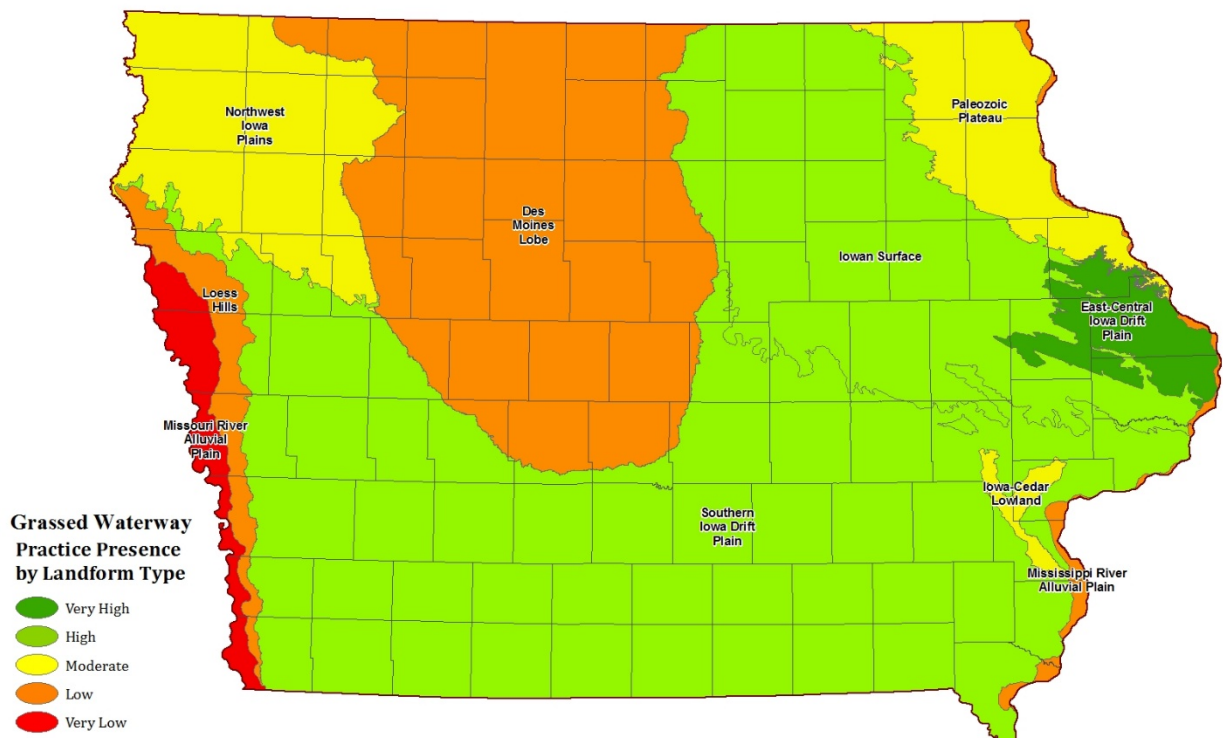 Northwest
Iowa
Plains
Paleozoic
Plateau
Des
Moines
Lobe
Iowan Surface
Loess
Hills
East-Central
Iowa Drift
Plain
Missouri River
Alluvial
Plain
Iowa-Cedar
Lowland
Southern
Iowa Drift
Plain
Mississippi River
Alluvial Plain
Grassed Waterway
Practice Presence
by Landform Type
Very High
High
Moderate
Low
Very Low